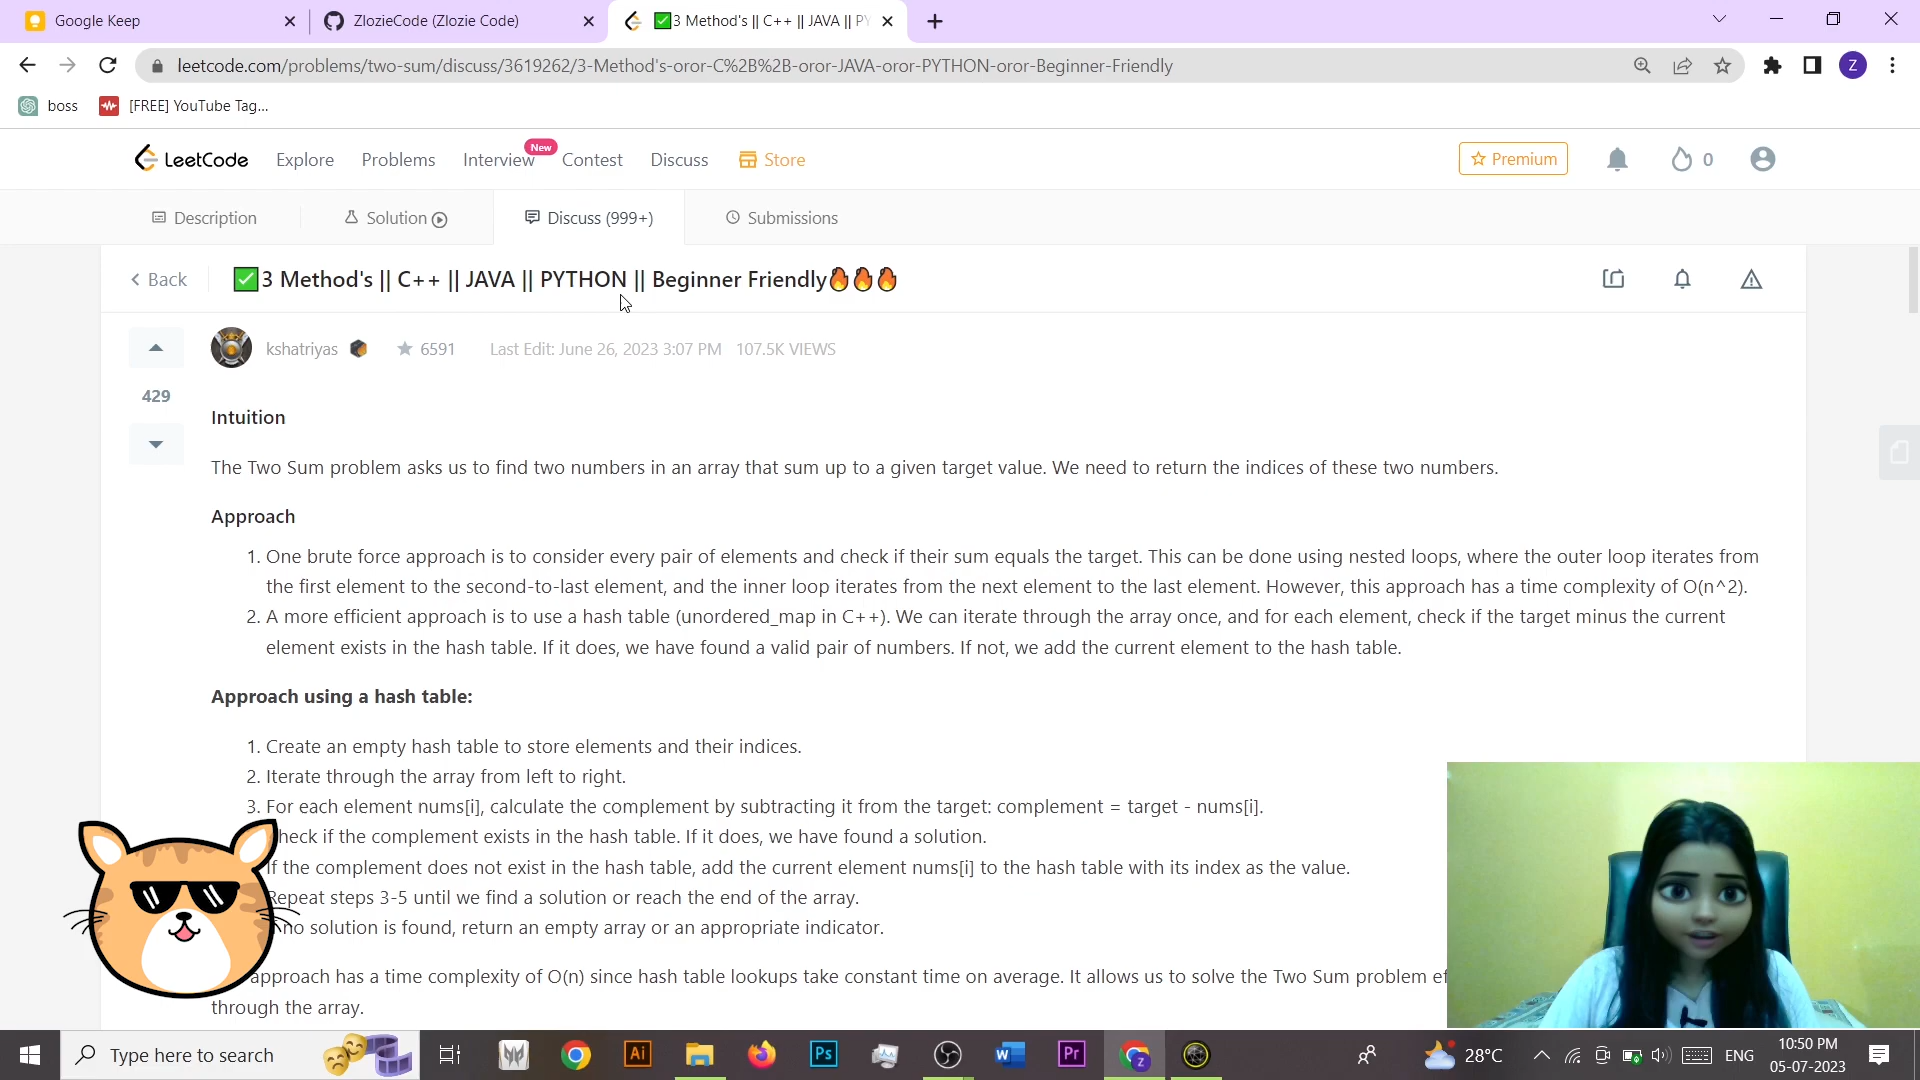 Google Keep
ZlozieCode (Zlozie Code)
3 Method's || C++ || JAVA || PY
leetcode.com/problems/two-sum/discuss/3619262/3-Method's-oror-C%2B%2B-oror-JAVA-oror-PYTHON-oror-Beginner-Friendly
Z
boss
[FREE] YouTube Tag...
LeetCode
Explore
Problems
Interview
New
Contest
Discuss
Store
Premium
0
Description
Solution
Discuss (999+)
Submissions
Back
3 Method's || C++ || JAVA || PYTHON || Beginner Friendly
kshatriyas
6591
Last Edit: June 26, 2023 3:07 PM
107.5K VIEWS
429
Intuition
The Two Sum problem asks us to find two numbers in an array that sum up to a given target value. We need to return the indices of these two numbers.
Approach
1. One brute force approach is to consider every pair of elements and check if their sum equals the target. This can be done using nested loops, where the outer loop iterates from
the first element to the second-to-last element, and the inner loop iterates from the next element to the last element. However, this approach has a time complexity of O(n^2).
2. A more efficient approach is to use a hash table (unordered_map in C++). We can iterate through the array once, and for each element, check if the target minus the current
element exists in the hash table. If it does, we have found a valid pair of numbers. If not, we add the current element to the hash table.
Approach using a hash table:
1. Create an empty hash table to store elements and their indices.
2. Iterate through the array from left to right.
3. For each element nums[i], calculate the complement by subtracting it from the target: complement = target - nums[i].
heck if the complement exists in the hash table. If it does, we have found a solution.
If the complement does not exist in the hash table, add the current element nums[i] to the hash table with its index as the value.
Repeat steps 3-5 until we find a solution or reach the end of the array.
no solution is found, return an empty array or an appropriate indicator.
approach has a time complexity of O(n) since hash table lookups take constant time on average. It allows us to solve the Two Sum problem ef
through the array.
Type here to search
Ai
Ps
Pr
28°C
ENG
10:50 PM
05-07-2023